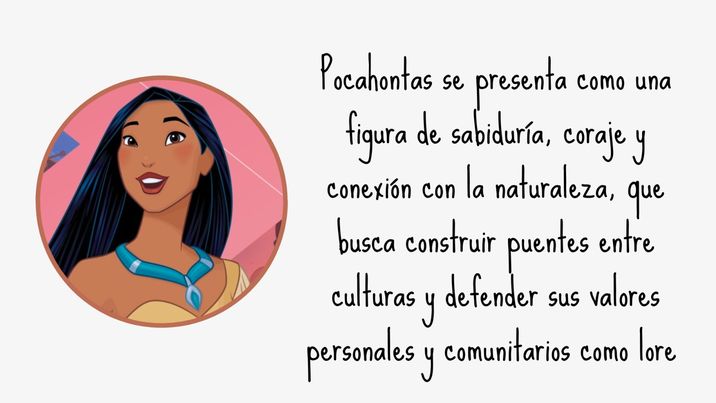 Pocahontas se presenta como una
figura de sabiduría, coraje y
conexión con la naturaleza, que
busca construir puentes entre
culturas y defender sus valores
personales y comunitarios como lore